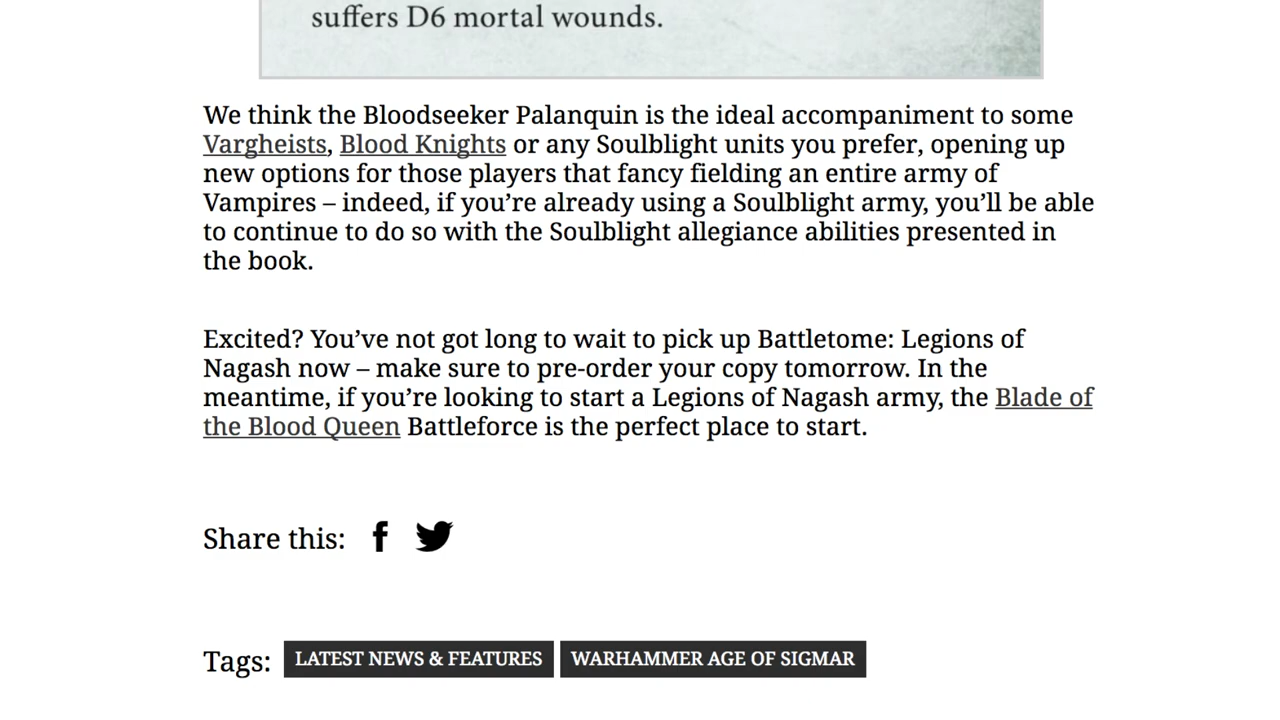 suffers D6 mortal wounds.
We think the Bloodseeker Palanquin is the ideal accompaniment to some
Vargheists, Blood Knights or any Soulblight units you prefer, opening up
new options for those players that fancy fielding an entire army of
Vampires – indeed, if you’re already using a Soulblight army, you’ll be able
to continue to do so with the Soulblight allegiance abilities presented in
the book.
Excited? You’ve not got long to wait to pick up Battletome: Legions of
Nagash now – make sure to pre-order your copy tomorrow. In the
meantime, if you’re looking to start a Legions of Nagash army, the Blade of
the Blood Queen Battleforce is the perfect place to start.
Share this:
Tags: LATEST NEWS & FEATURES WARHAMMER AGE OF SIGMAR